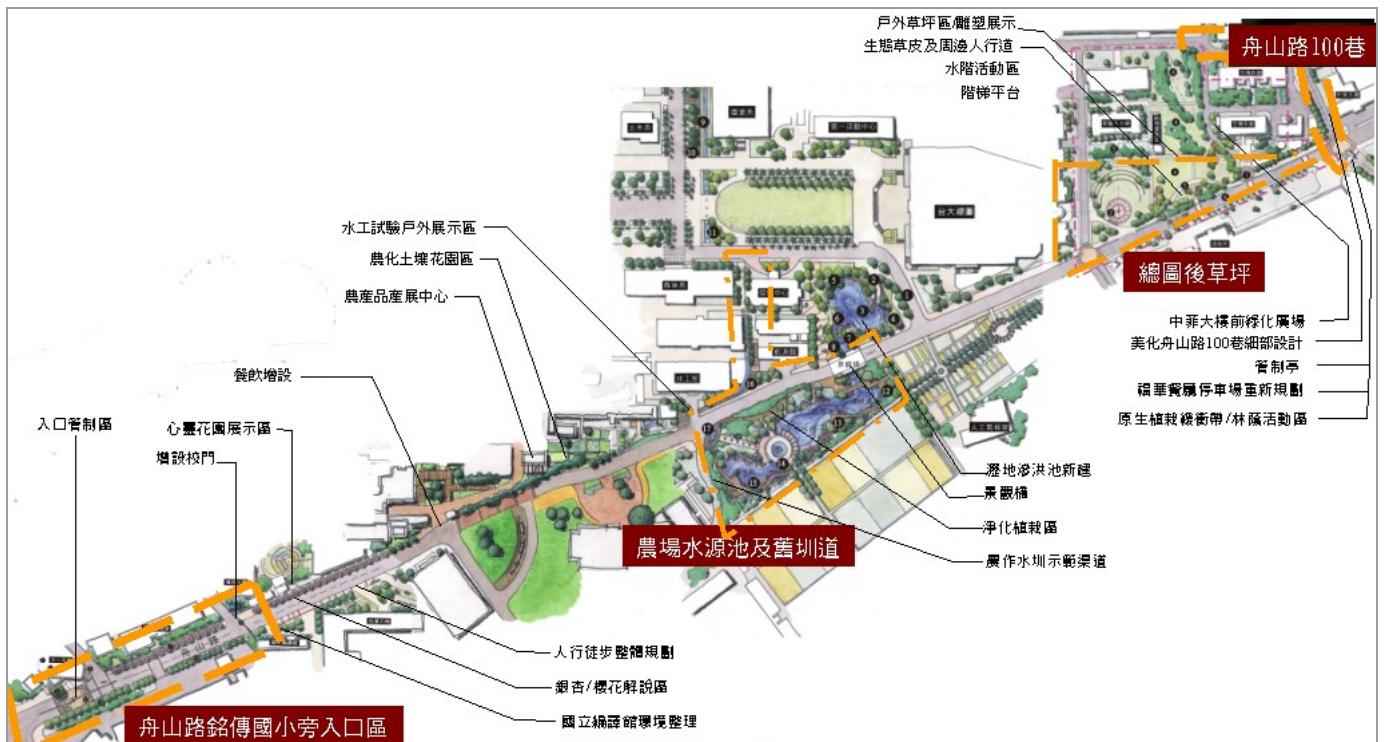 戶外草坪區/雕塑展示
生態草皮及周邊人行道
水階活動區
階梯平台
舟山路100巷
水工試驗戶外展示區
農化土壤花園區
農產品產展中心
台大總圖
總圖後草坪
中菲大樓前綠化廣場
美化舟山路100巷細部設計
管制亭
福華餐廳停車場重新規劃
原生植栽緩衝帶/林蔭活動區
餐飲增設
入口管制區
心靈花園展示區
增設校門
溼地滲洪池新建
景觀橋
淨化植栽區
農作水圳示範渠道
農場水源池及舊圳道
舟山路
人行徒步整體規劃
銀杏/櫻花解說區
國立編譯館環境整理
舟山路銘傳國小旁入口區